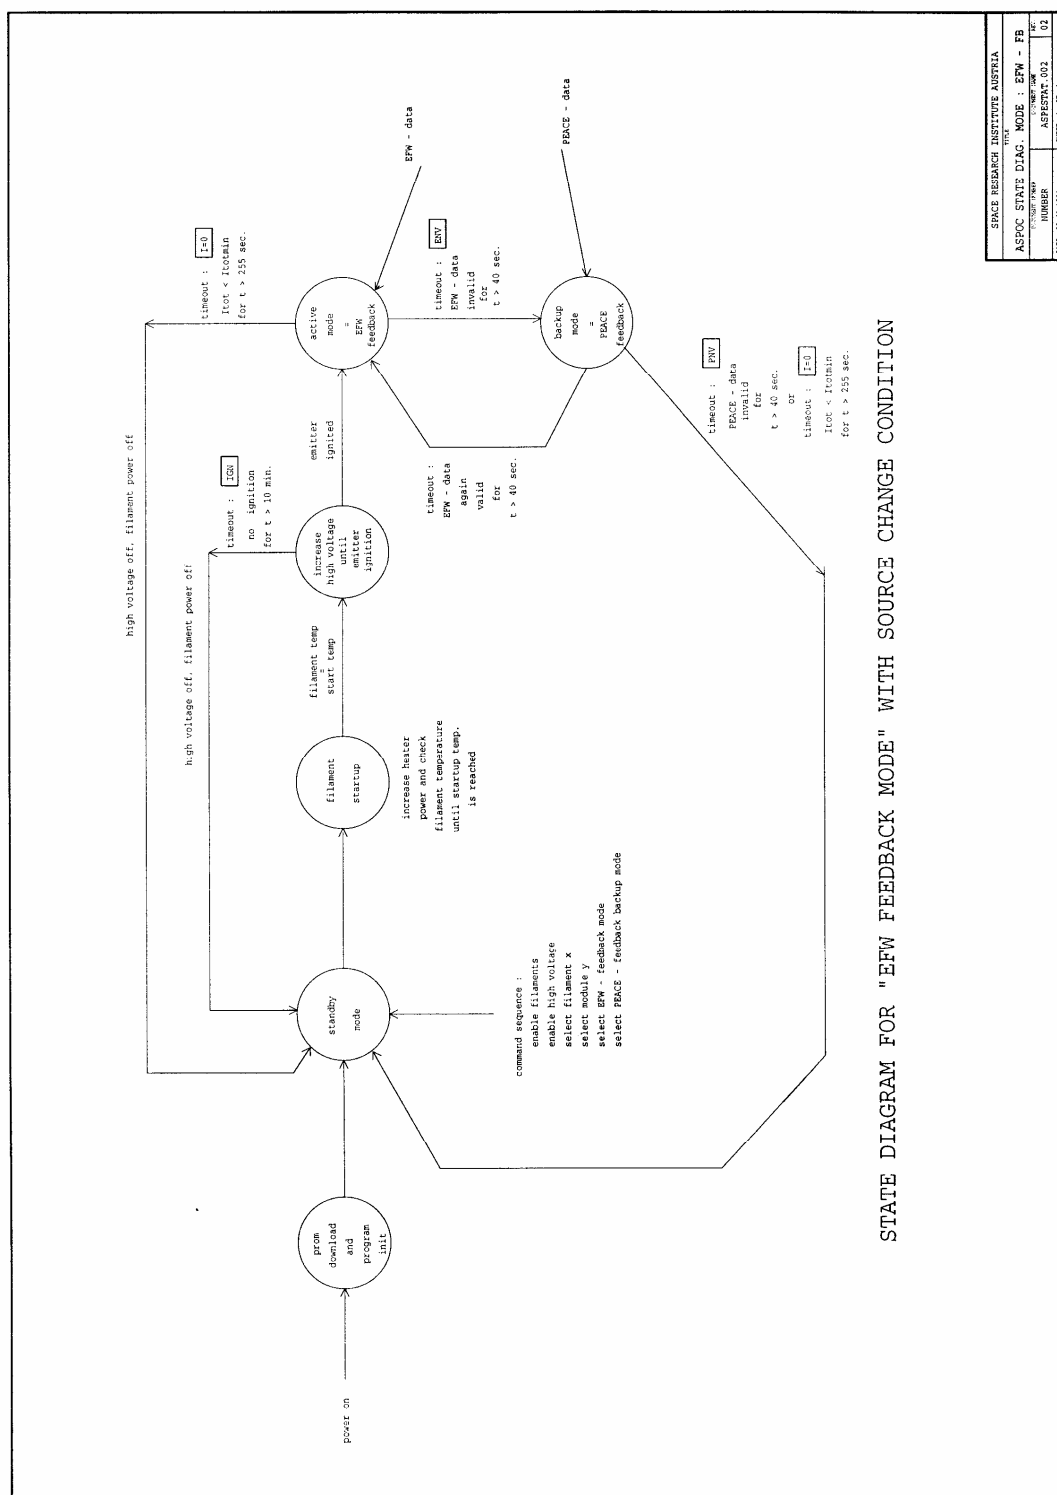 SPACE RESEARCH INSTITUTE AUSTRIA
TITLE
ASPOC STATE DIAG. MODE : EFW - FB
NUMBER
ASPESTAT.002
02
power on
prom
download
and
program
init
standby
mode
command sequence :
enable filaments
enable high voltage
select filament x
select module y
select EFW - feedback mode
select PEACE - feedback backup mode
filament
startup
increase heater
power and check
filament temperature
until startup temp.
is reached
filament temp
=
start temp
increase
high voltage
until
emitter
ignition
timeout : IGN
no ignition
for t > 10 min.
high voltage off, filament power off
emitter
ignited
active
mode
=
EFW
feedback
timeout : I=0
Itot < Itotmin
for t > 255 sec.
high voltage off, filament power off
EFW - data
timeout : ENV
EFW - data
invalid
for
t > 40 sec.
timeout :
EFW - data
again
valid
for
t > 40 sec.
backup
mode
=
PEACE
feedback
PEACE - data
timeout : PNV
PEACE - data
invalid
for
t > 40 sec.
or
timeout : I=0
Itot < Itotmin
for t > 255 sec.
STATE DIAGRAM FOR "EFW FEEDBACK MODE" WITH SOURCE CHANGE CONDITION